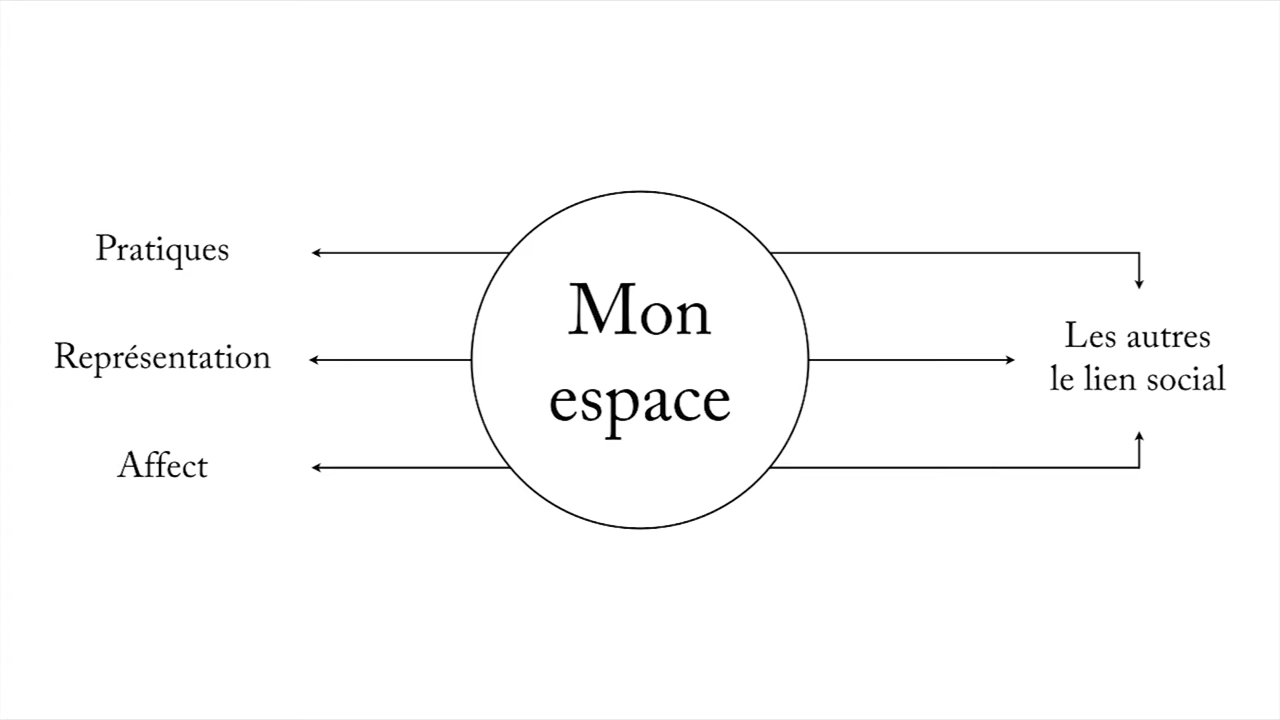 Pratiques
Représentation
Affect
Mon
espace
Les autres
le lien social